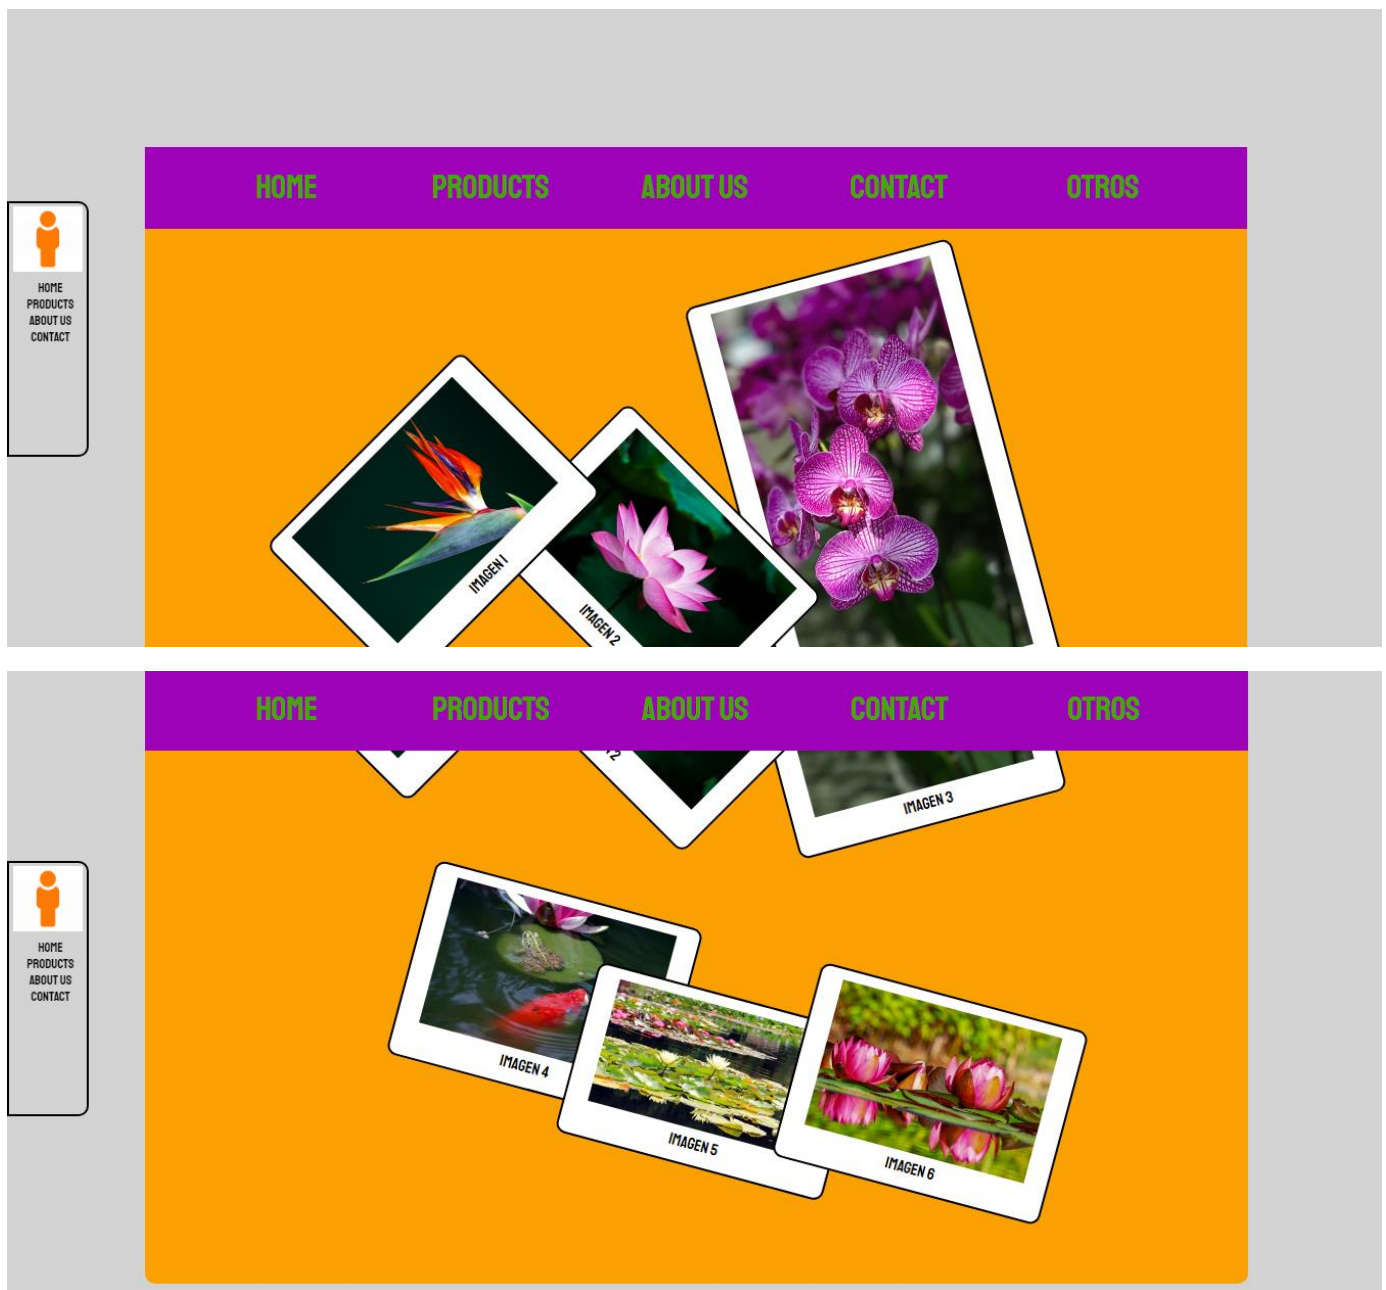 HOME PRODUCTS ABOUT US CONTACT OTROS
HOME
PRODUCTS
ABOUT US
CONTACT
IMAGEN 1
IMAGEN 2
HOME PRODUCTS ABOUT US CONTACT OTROS
IMAGEN 3
HOME
PRODUCTS
ABOUT US
CONTACT
IMAGEN 4
IMAGEN 5
IMAGEN 6